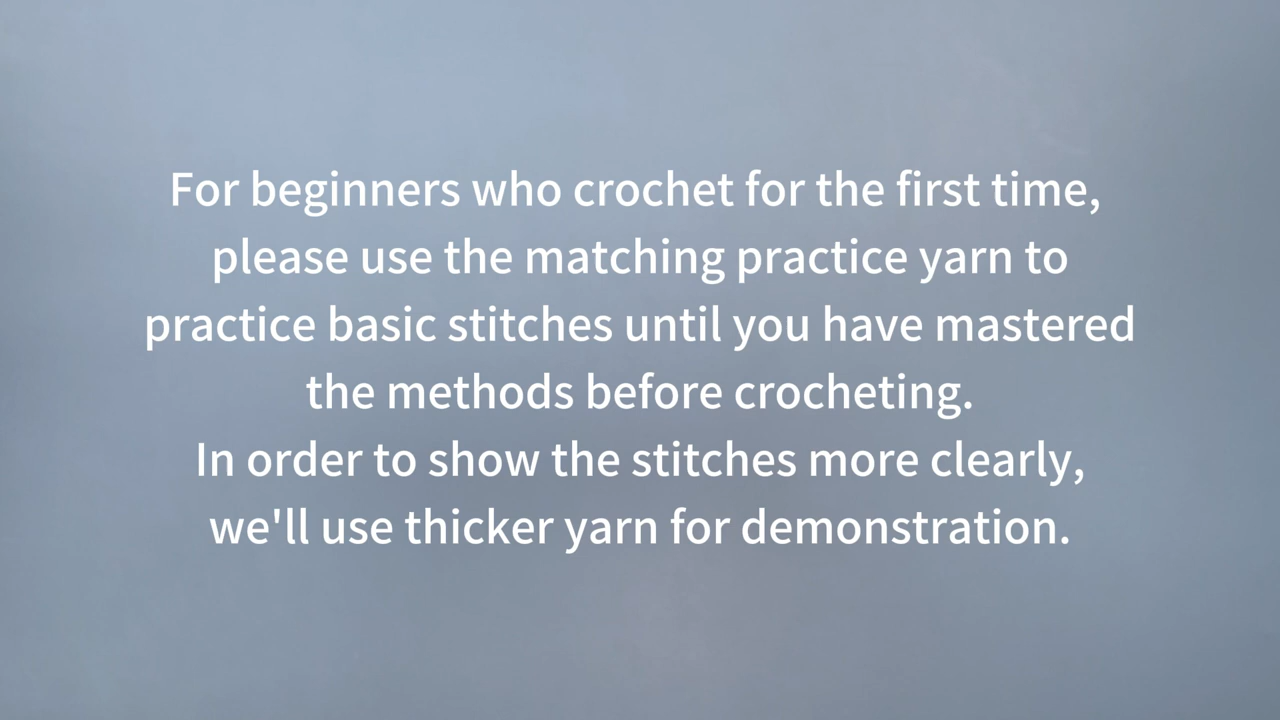 For beginners who crochet for the first time,
please use the matching practice yarn to
practice basic stitches until you have mastered
the methods before crocheting.
In order to show the stitches more clearly,
we'll use thicker yarn for demonstration.